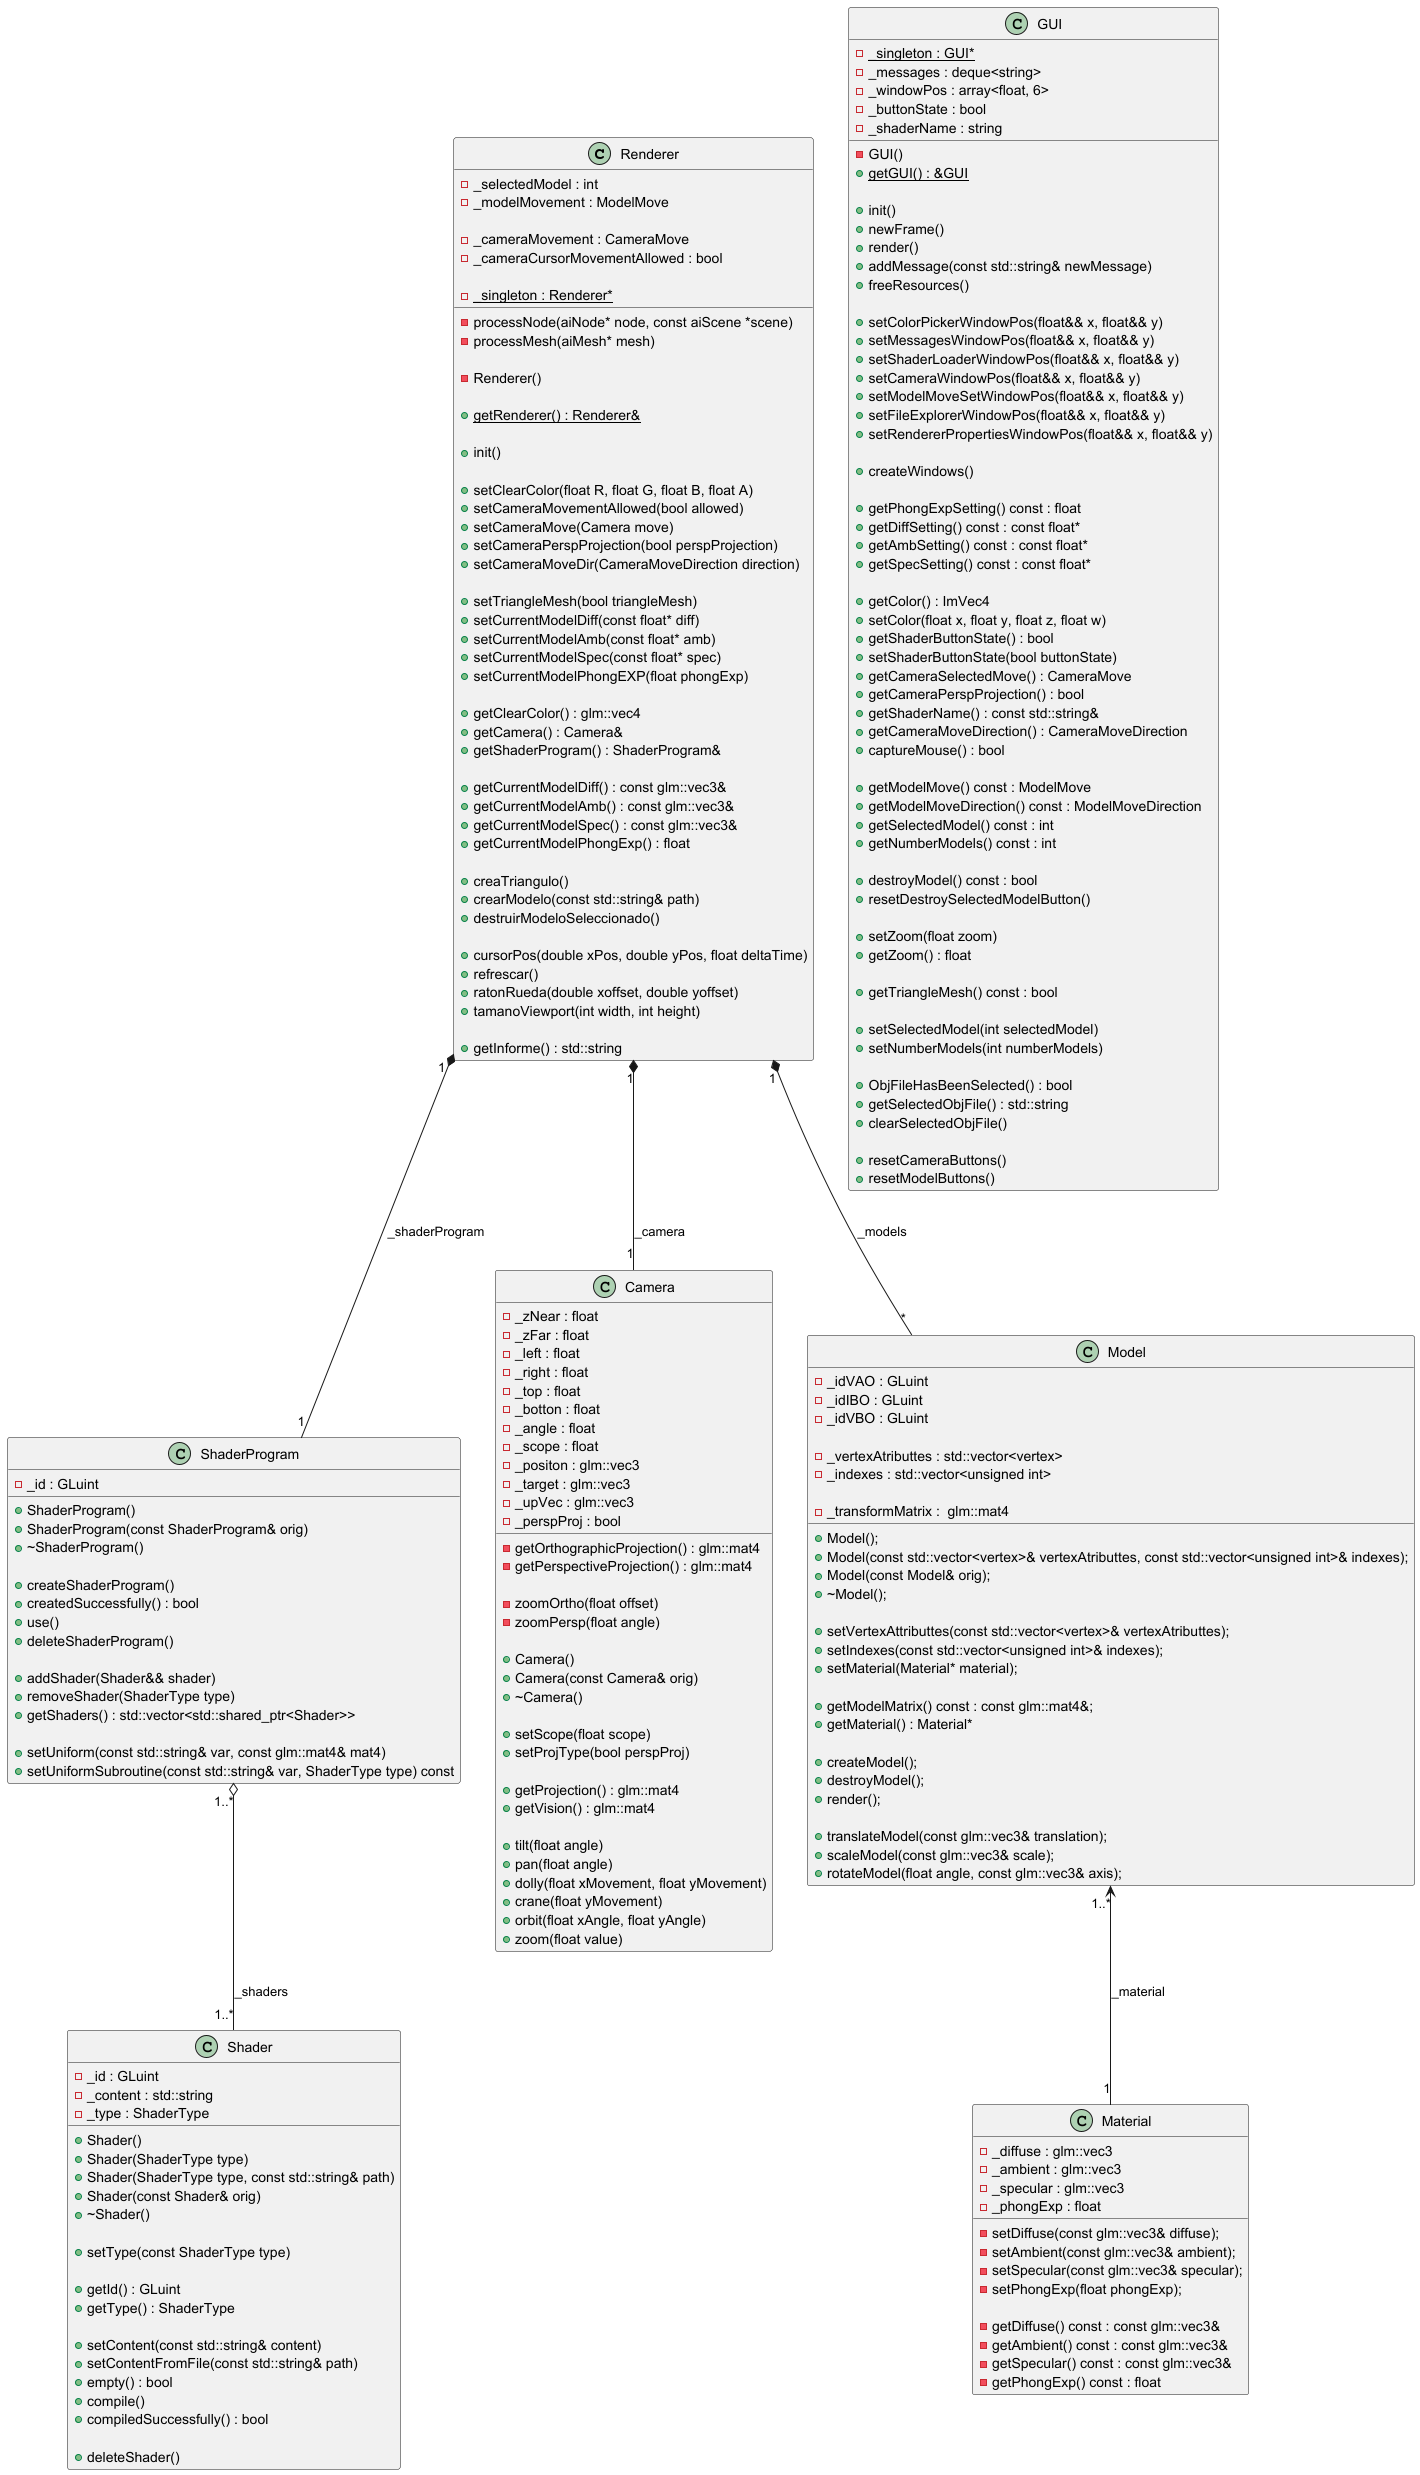 GUI
_singleton : GUI*
_messages : deque<string>
_windowPos : array<float, 6>
_buttonState : bool
_shaderName : string
GUI()
getGUI() : &GUI
init()
newFrame()
render()
addMessage(const std::string& newMessage)
freeResources()
setColorPickerWindowPos(float&& x, float&& y)
setMessagesWindowPos(float&& x, float&& y)
setShaderLoaderWindowPos(float&& x, float&& y)
setCameraWindowPos(float&& x, float&& y)
setModelMoveSetWindowPos(float&& x, float&& y)
setFileExplorerWindowPos(float&& x, float&& y)
setRendererPropertiesWindowPos(float&& x, float&& y)
createWindows()
getPhongExpSetting() const : float
getDiffSetting() const : const float*
getAmbSetting() const : const float*
getSpecSetting() const : const float*
getColor() : ImVec4
setColor(float x, float y, float z, float w)
getShaderButtonState() : bool
setShaderButtonState(bool buttonState)
getCameraSelectedMove() : CameraMove
getCameraPerspProjection() : bool
getShaderName() : const std::string&
getCameraMoveDirection() : CameraMoveDirection
captureMouse() : bool
getModelMove() const : ModelMove
getModelMoveDirection() const : ModelMoveDirection
getSelectedModel() const : int
getNumberModels() const : int
destroyModel() const : bool
resetDestroySelectedModelButton()
setZoom(float zoom)
getZoom() : float
getTriangleMesh() const : bool
setSelectedModel(int selectedModel)
setNumberModels(int numberModels)
ObjFileHasBeenSelected() : bool
getSelectedObjFile() : std::string
clearSelectedObjFile()
resetCameraButtons()
resetModelButtons()
Renderer
_selectedModel : int
_modelMovement : ModelMove
_cameraMovement : CameraMove
_cameraCursorMovementAllowed : bool
_singleton : Renderer*
processNode(aiNode* node, const aiScene *scene)
processMesh(aiMesh* mesh)
Renderer()
getRenderer() : Renderer&
init()
setClearColor(float R, float G, float B, float A)
setCameraMovementAllowed(bool allowed)
setCameraMove(Camera move)
setCameraPerspProjection(bool perspProjection)
setCameraMoveDir(CameraMoveDirection direction)
setTriangleMesh(bool triangleMesh)
setCurrentModelDiff(const float* diff)
setCurrentModelAmb(const float* amb)
setCurrentModelSpec(const float* spec)
setCurrentModelPhongEXP(float phongExp)
getClearColor() : glm::vec4
getCamera() : Camera&
getShaderProgram() : ShaderProgram&
getCurrentModelDiff() : const glm::vec3&
getCurrentModelAmb() : const glm::vec3&
getCurrentModelSpec() : const glm::vec3&
getCurrentModelPhongExp() : float
creaTriangulo()
crearModelo(const std::string& path)
destruirModeloSeleccionado()
cursorPos(double xPos, double yPos, float deltaTime)
refrescar()
ratonRueda(double xoffset, double yoffset)
tamanoViewport(int width, int height)
getInforme() : std::string
1
1
1
_shaderProgram
_camera
_models
1
1
*
Camera
_zNear : float
_zFar : float
_left : float
_right : float
_top : float
_botton : float
_angle : float
_scope : float
_positon : glm::vec3
_target : glm::vec3
_upVec : glm::vec3
_perspProj : bool
getOrthographicProjection() : glm::mat4
getPerspectiveProjection() : glm::mat4
zoomOrtho(float offset)
zoomPersp(float angle)
Camera()
Camera(const Camera& orig)
~Camera()
setScope(float scope)
setProjType(bool perspProj)
getProjection() : glm::mat4
getVision() : glm::mat4
tilt(float angle)
pan(float angle)
dolly(float xMovement, float yMovement)
crane(float yMovement)
orbit(float xAngle, float yAngle)
zoom(float value)
Model
_idVAO : GLuint
_idIBO : GLuint
_idVBO : GLuint
_vertexAtributtes : std::vector<vertex>
_indexes : std::vector<unsigned int>
_transformMatrix :  glm::mat4
Model();
Model(const std::vector<vertex>& vertexAtributtes, const std::vector<unsigned int>& indexes);
Model(const Model& orig);
~Model();
setVertexAttributtes(const std::vector<vertex>& vertexAtributtes);
setIndexes(const std::vector<unsigned int>& indexes);
setMaterial(Material* material);
getModelMatrix() const : const glm::mat4&;
getMaterial() : Material*
createModel();
destroyModel();
render();
translateModel(const glm::vec3& translation);
scaleModel(const glm::vec3& scale);
rotateModel(float angle, const glm::vec3& axis);
ShaderProgram
_id : GLuint
ShaderProgram()
ShaderProgram(const ShaderProgram& orig)
~ShaderProgram()
createShaderProgram()
createdSuccessfully() : bool
use()
deleteShaderProgram()
addShader(Shader&& shader)
removeShader(ShaderType type)
getShaders() : std::vector<std::shared_ptr<Shader>>
setUniform(const std::string& var, const glm::mat4& mat4)
setUniformSubroutine(const std::string& var, ShaderType type) const
1..*
_shaders
1..*
1..*
_material
1
Shader
_id : GLuint
_content : std::string
_type : ShaderType
Shader()
Shader(ShaderType type)
Shader(ShaderType type, const std::string& path)
Shader(const Shader& orig)
~Shader()
setType(const ShaderType type)
getId() : GLuint
getType() : ShaderType
setContent(const std::string& content)
setContentFromFile(const std::string& path)
empty() : bool
compile()
compiledSuccessfully() : bool
deleteShader()
Material
_diffuse : glm::vec3
_ambient : glm::vec3
_specular : glm::vec3
_phongExp : float
setDiffuse(const glm::vec3& diffuse);
setAmbient(const glm::vec3& ambient);
setSpecular(const glm::vec3& specular);
setPhongExp(float phongExp);
getDiffuse() const : const glm::vec3&
getAmbient() const : const glm::vec3&
getSpecular() const : const glm::vec3&
getPhongExp() const : float